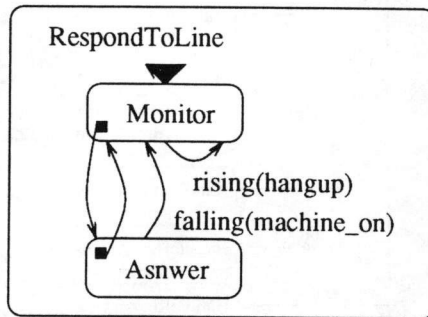 RespondToLine
Monitor
rising(hangup)
falling(machine_on)
Asnwer